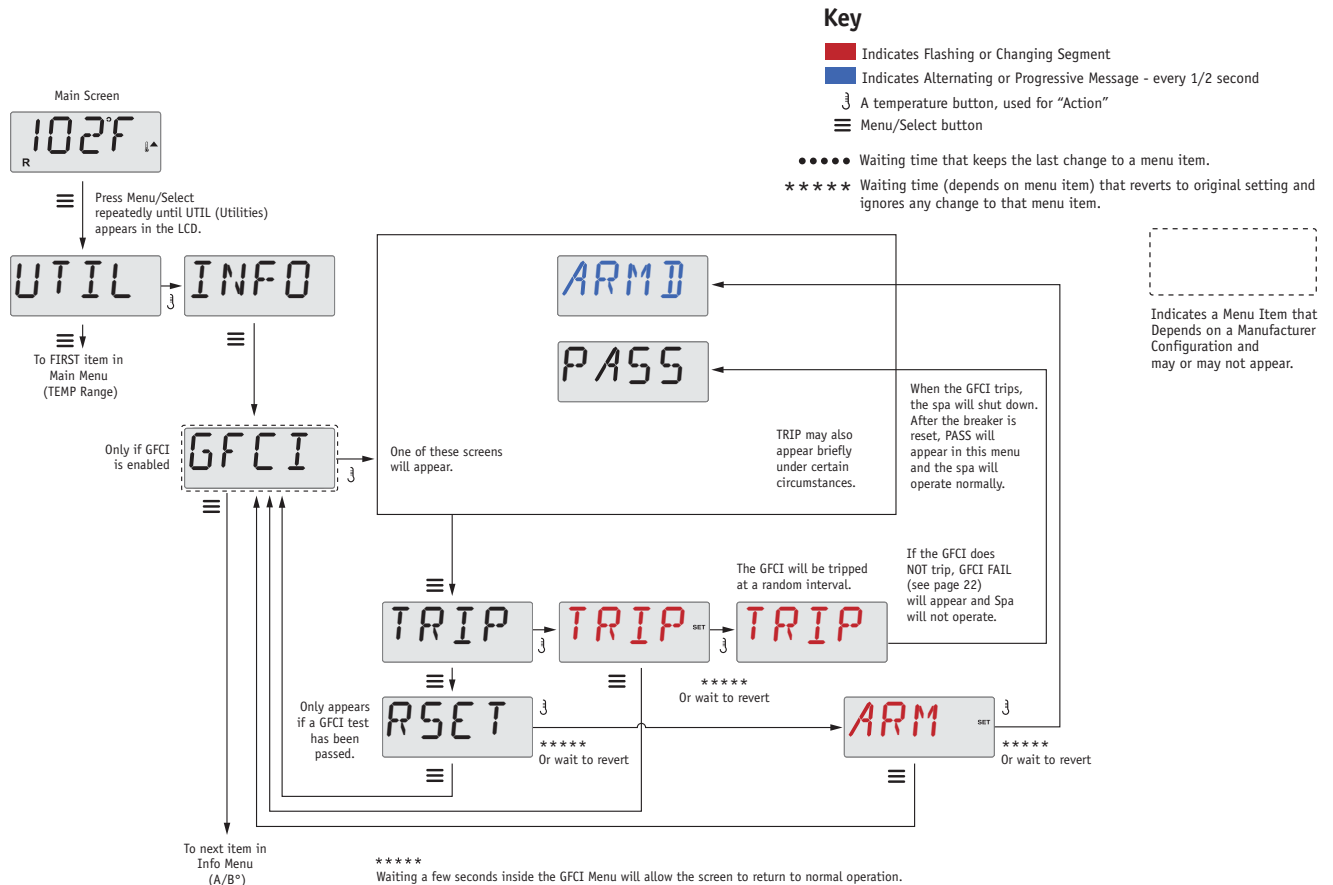 Key
Indicates Flashing or Changing Segment
Indicates Alternating or Progressive Message - every 1/2 second
A temperature button, used for “Action”
Menu/Select button
••••• Waiting time that keeps the last change to a menu item.
***** Waiting time (depends on menu item) that reverts to original setting and
ignores any change to that menu item.
Indicates a Menu Item that
Depends on a Manufacturer
Configuration and
may or may not appear.
Main Screen
102°F
R
Press Menu/Select
repeatedly until UTIL (Utilities)
appears in the LCD.
UTIL
INFO
To FIRST item in
Main Menu
(TEMP Range)
Only if GFCI
is enabled
GFCI
One of these screens
will appear.
ARMD
PASS
TRIP may also
appear briefly
under certain
circumstances.
When the GFCI trips,
the spa will shut down.
After the breaker is
reset, PASS will
appear in this menu
and the spa will
operate normally.
If the GFCI does
NOT trip, GFCI FAIL
(see page 22)
will appear and Spa
will not operate.
The GFCI will be tripped
at a random interval.
TRIP
TRIP SET
TRIP
*****
Or wait to revert
Only appears
if a GFCI test
has been
passed.
RSET
*****
Or wait to revert
ARM SET
*****
Or wait to revert
To next item in
Info Menu
(A/B°)
*****
Waiting a few seconds inside the GFCI Menu will allow the screen to return to normal operation.